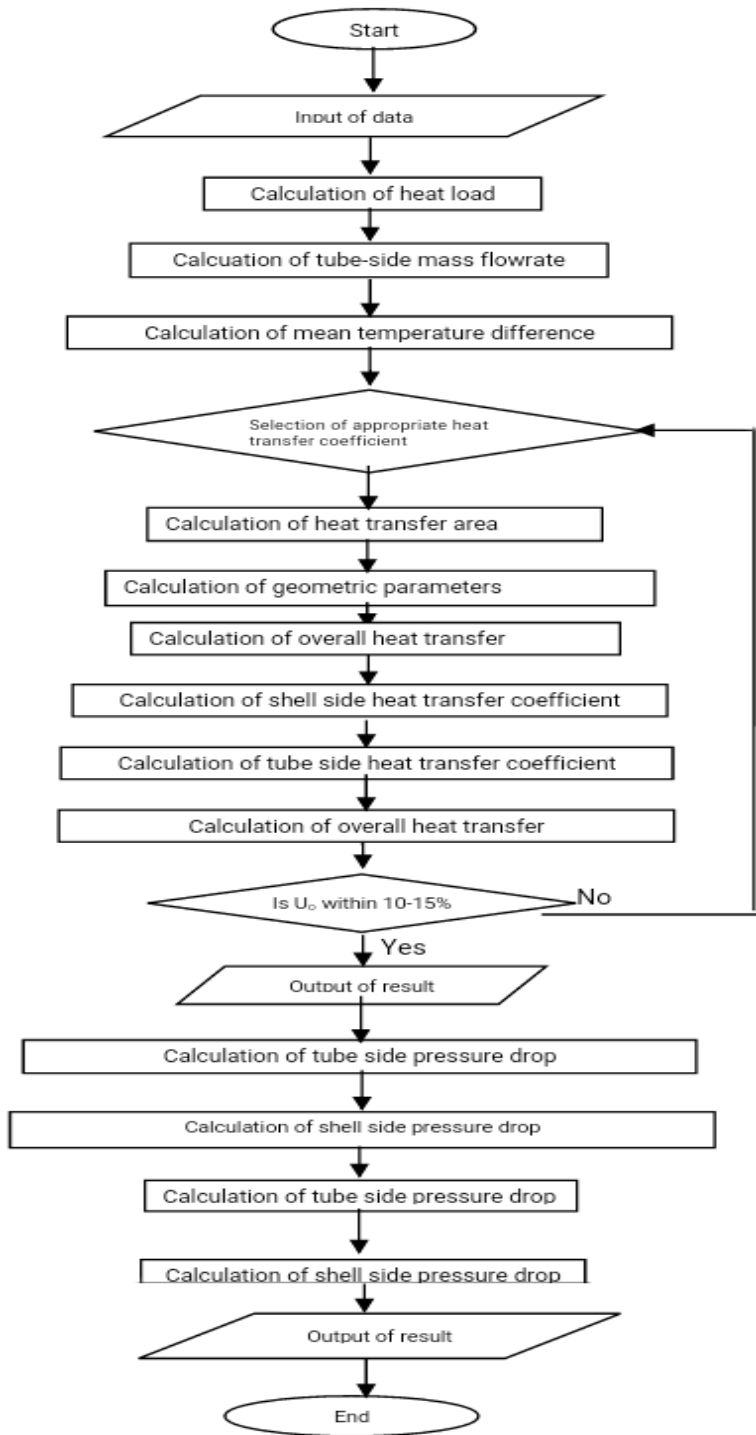 Start
Input of data
Calculation of heat load
Calcuation of tube-side mass flowrate
Calculation of mean temperature difference
Selection of appropriate heat
transfer coefficient
Calculation of heat transfer area
Calculation of geometric parameters
Calculation of overall heat transfer
Calculation of shell side heat transfer coefficient
Calculation of tube side heat transfer coefficient
Calculation of overall heat transfer
Is Uₒ within 10-15%
No
Yes
Output of result
Calculation of tube side pressure drop
Calculation of shell side pressure drop
Calculation of tube side pressure drop
Calculation of shell side pressure drop
Output of result
End